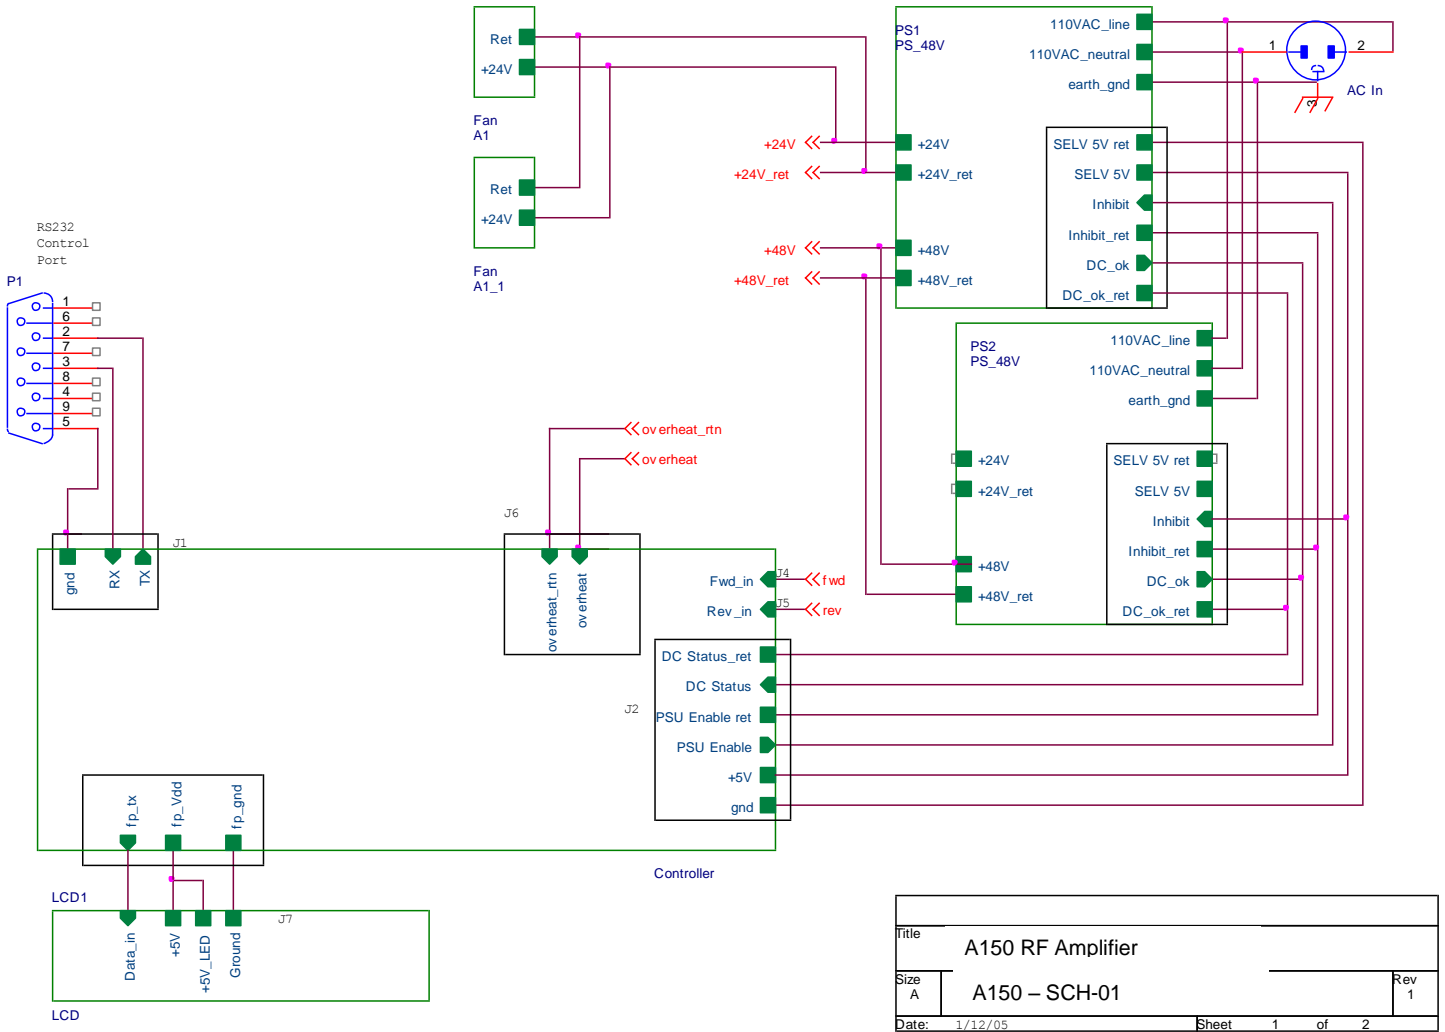 Ret
+24V
Fan
A1
Ret
+24V
Fan
A1_1
PS1
PS_48V
110VAC_line
110VAC_neutral
earth_gnd
1
2
3
AC In
+24V
+24V_ret
+48V
+48V_ret
+24V
+24V_ret
+48V
+48V_ret
SELV 5V ret
SELV 5V
Inhibit
Inhibit_ret
DC_ok
DC_ok_ret
PS2
PS_48V
110VAC_line
110VAC_neutral
earth_gnd
+24V
+24V_ret
+48V
+48V_ret
SELV 5V ret
SELV 5V
Inhibit
Inhibit_ret
DC_ok
DC_ok_ret
RS232
Control
Port
P1
1
6
2
7
3
8
4
9
5
overheat_rtn
overheat
J1
gnd
RX
TX
J6
overheat_rtn
overheat
Fwd_in
J4
fwd
Rev_in
J5
rev
J2
DC Status_ret
DC Status
PSU Enable ret
PSU Enable
+5V
gnd
fp_tx
fp_Vdd
fp_gnd
Controller
LCD1
J7
Data_in
+5V
+5V_LED
Ground
LCD
Title
A150 RF Amplifier
Size
A
A150 – SCH-01
Rev
1
Date: 1/12/05
Sheet 1 of 2